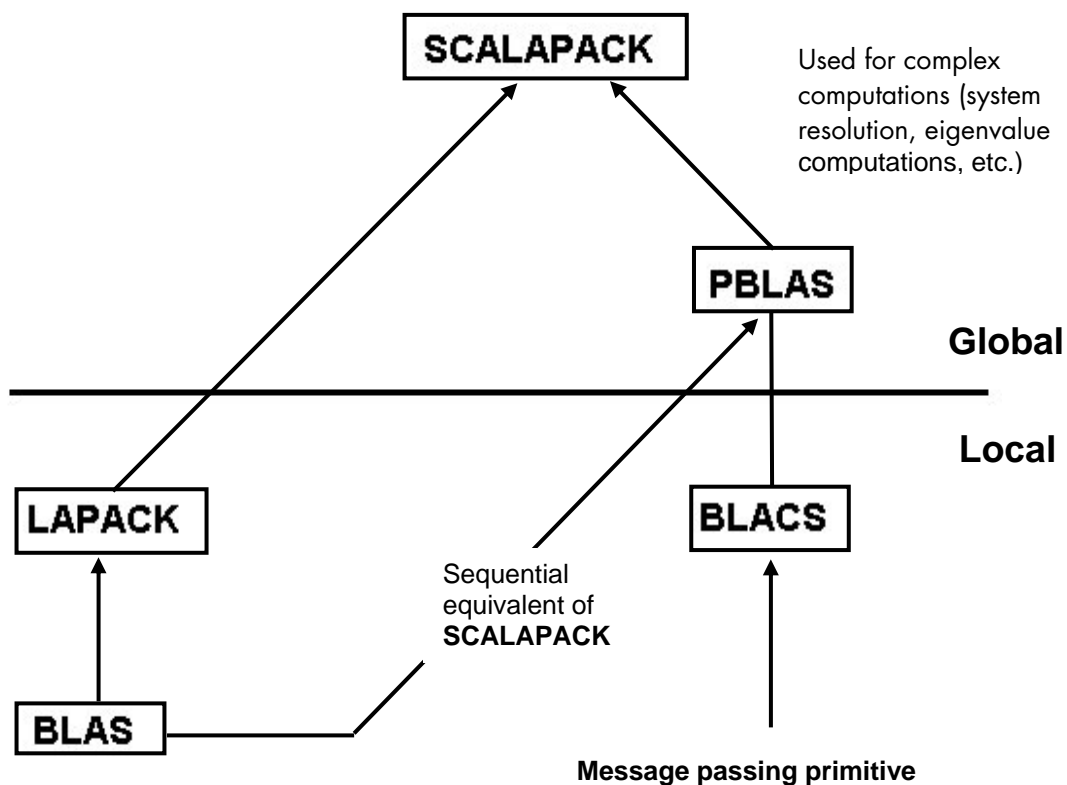 SCALAPACK
Used for complex
computations (system
resolution, eigenvalue
computations, etc.)
PBLAS
Global
Local
LAPACK
BLACS
Sequential
equivalent of
SCALAPACK
BLAS
Message passing primitive